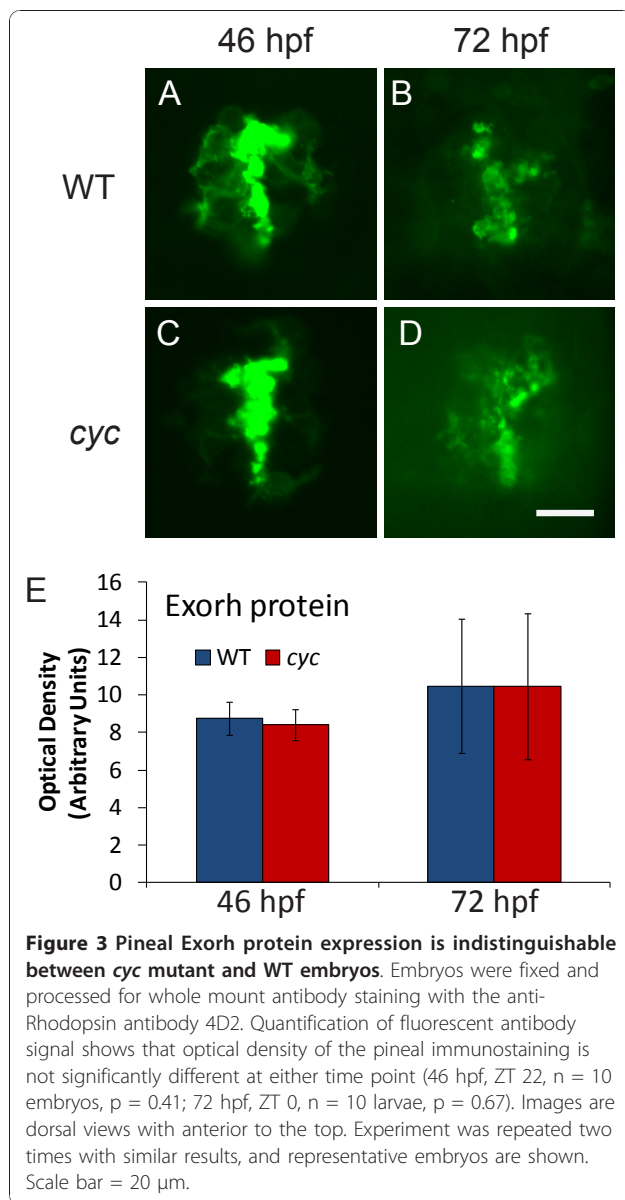 46 hpf 72 hpf
A B
WT
C D
cyc
E
16
14
12
10
8
6
4
2
0
Optical Density
(Arbitrary Units)
Exorh protein
WT cyc
46 hpf 72 hpf
Figure 3 Pineal Exorh protein expression is indistinguishable
between cyc mutant and WT embryos. Embryos were fixed and
processed for whole mount antibody staining with the anti-
Rhodopsin antibody 4D2. Quantification of fluorescent antibody
signal shows that optical density of the pineal immunostaining is
not significantly different at either time point (46 hpf, ZT 22, n = 10
embryos, p = 0.41; 72 hpf, ZT 0, n = 10 larvae, p = 0.67). Images are
dorsal views with anterior to the top. Experiment was repeated two
times with similar results, and representative embryos are shown.
Scale bar = 20 μm.